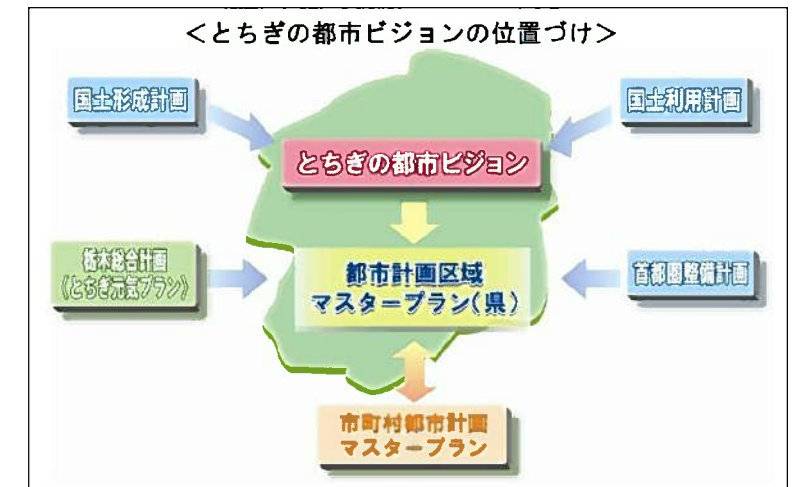 ＜とちぎの都市ビジョンの位置づけ＞
国土形成計画
国土利用計画
とちぎの都市ビジョン
栃木総合計画
(とちぎ元気プラン)
都市計画区域
マスタープラン(県)
首都圏整備計画
市町村都市計画
マスタープラン